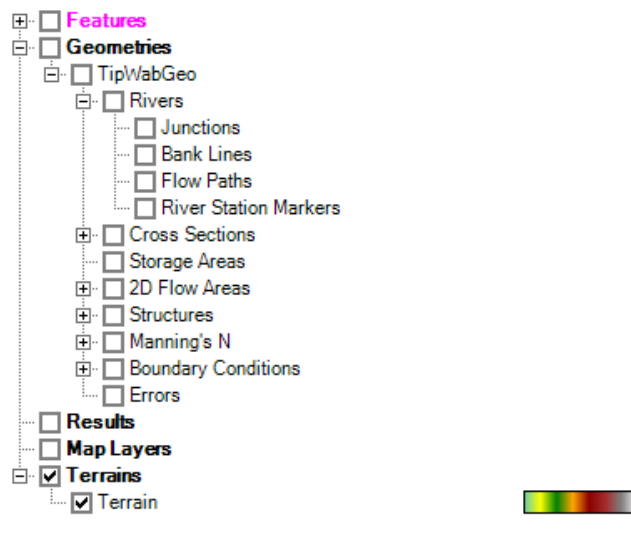 Features
Geometries
TipWabGeo
Rivers
Junctions
Bank Lines
Flow Paths
River Station Markers
Cross Sections
Storage Areas
2D Flow Areas
Structures
Manning's N
Boundary Conditions
Errors
Results
Map Layers
Terrains
Terrain